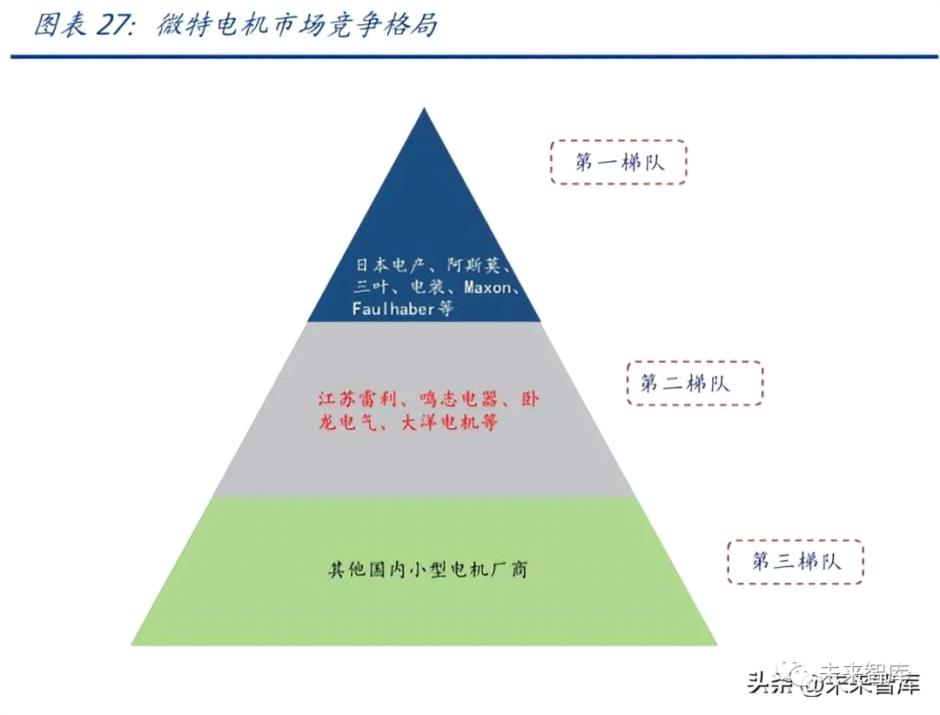 图表 27：微特电机市场竞争格局
第一梯队
日本电产、阿斯莫、
三叶、电装、Maxon、
Faulhaber等
江苏雷利、鸣志电器、卧
龙电气、大洋电机等
第二梯队
其他国内小型电机厂商
第三梯队
未来智库
头条 @未来智库